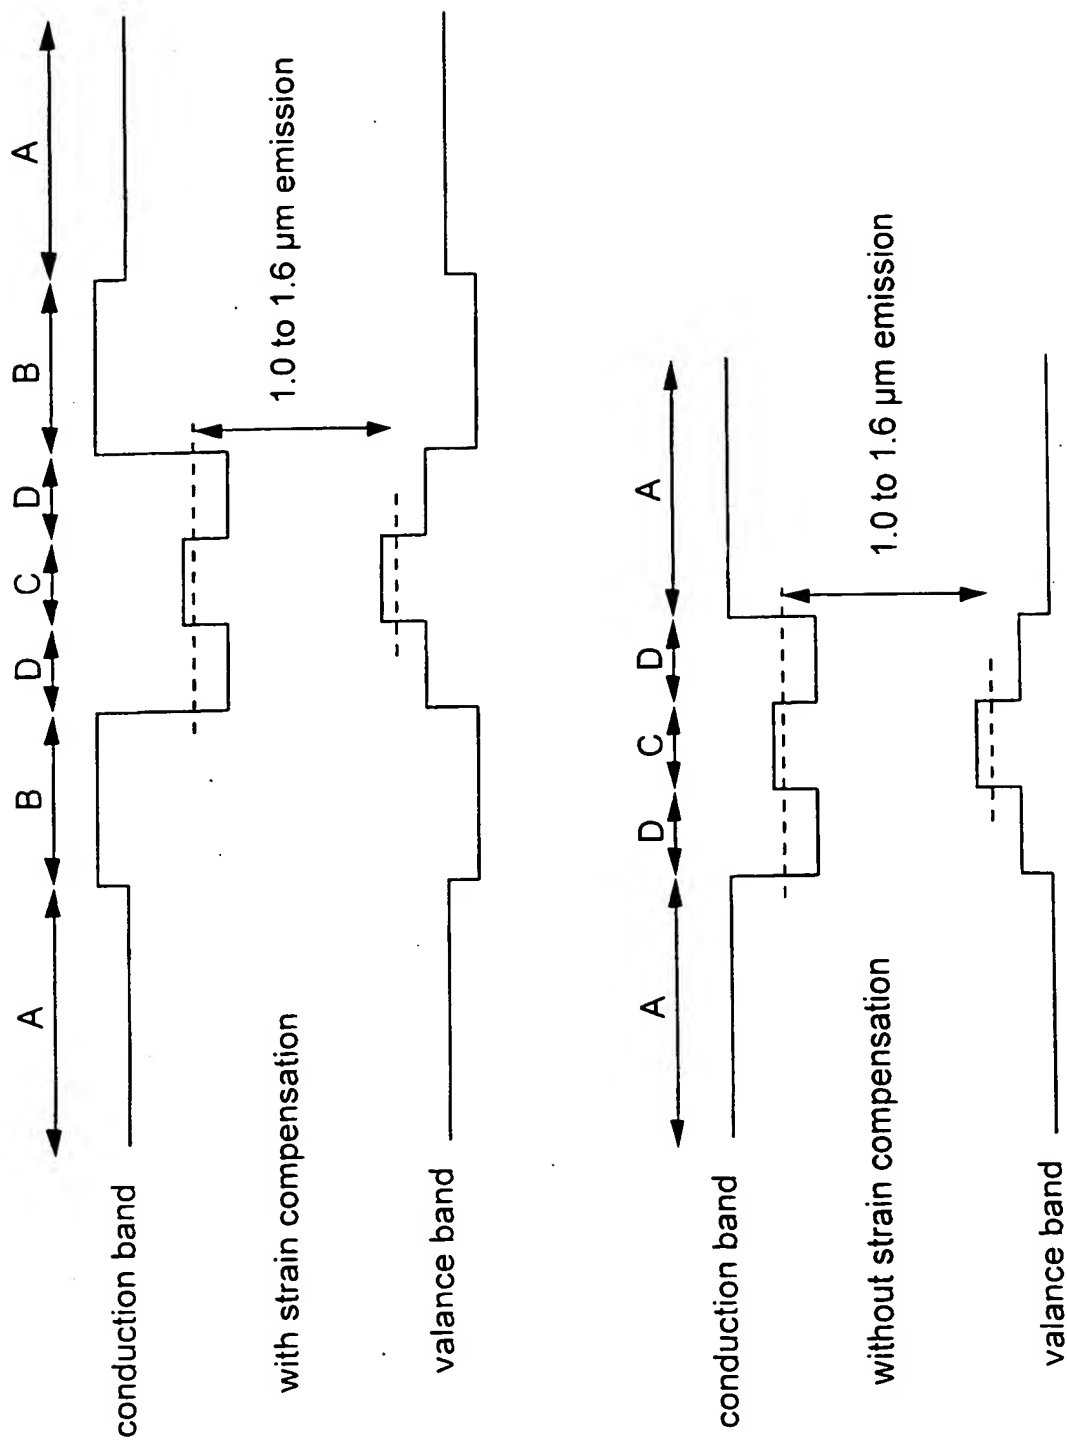 A
B
D
C
D
B
A
conduction band
with strain compensation
1.0 to 1.6 µm emission
valance band
A
D
C
D
A
conduction band
without strain compensation
1.0 to 1.6 µm emission
valance band